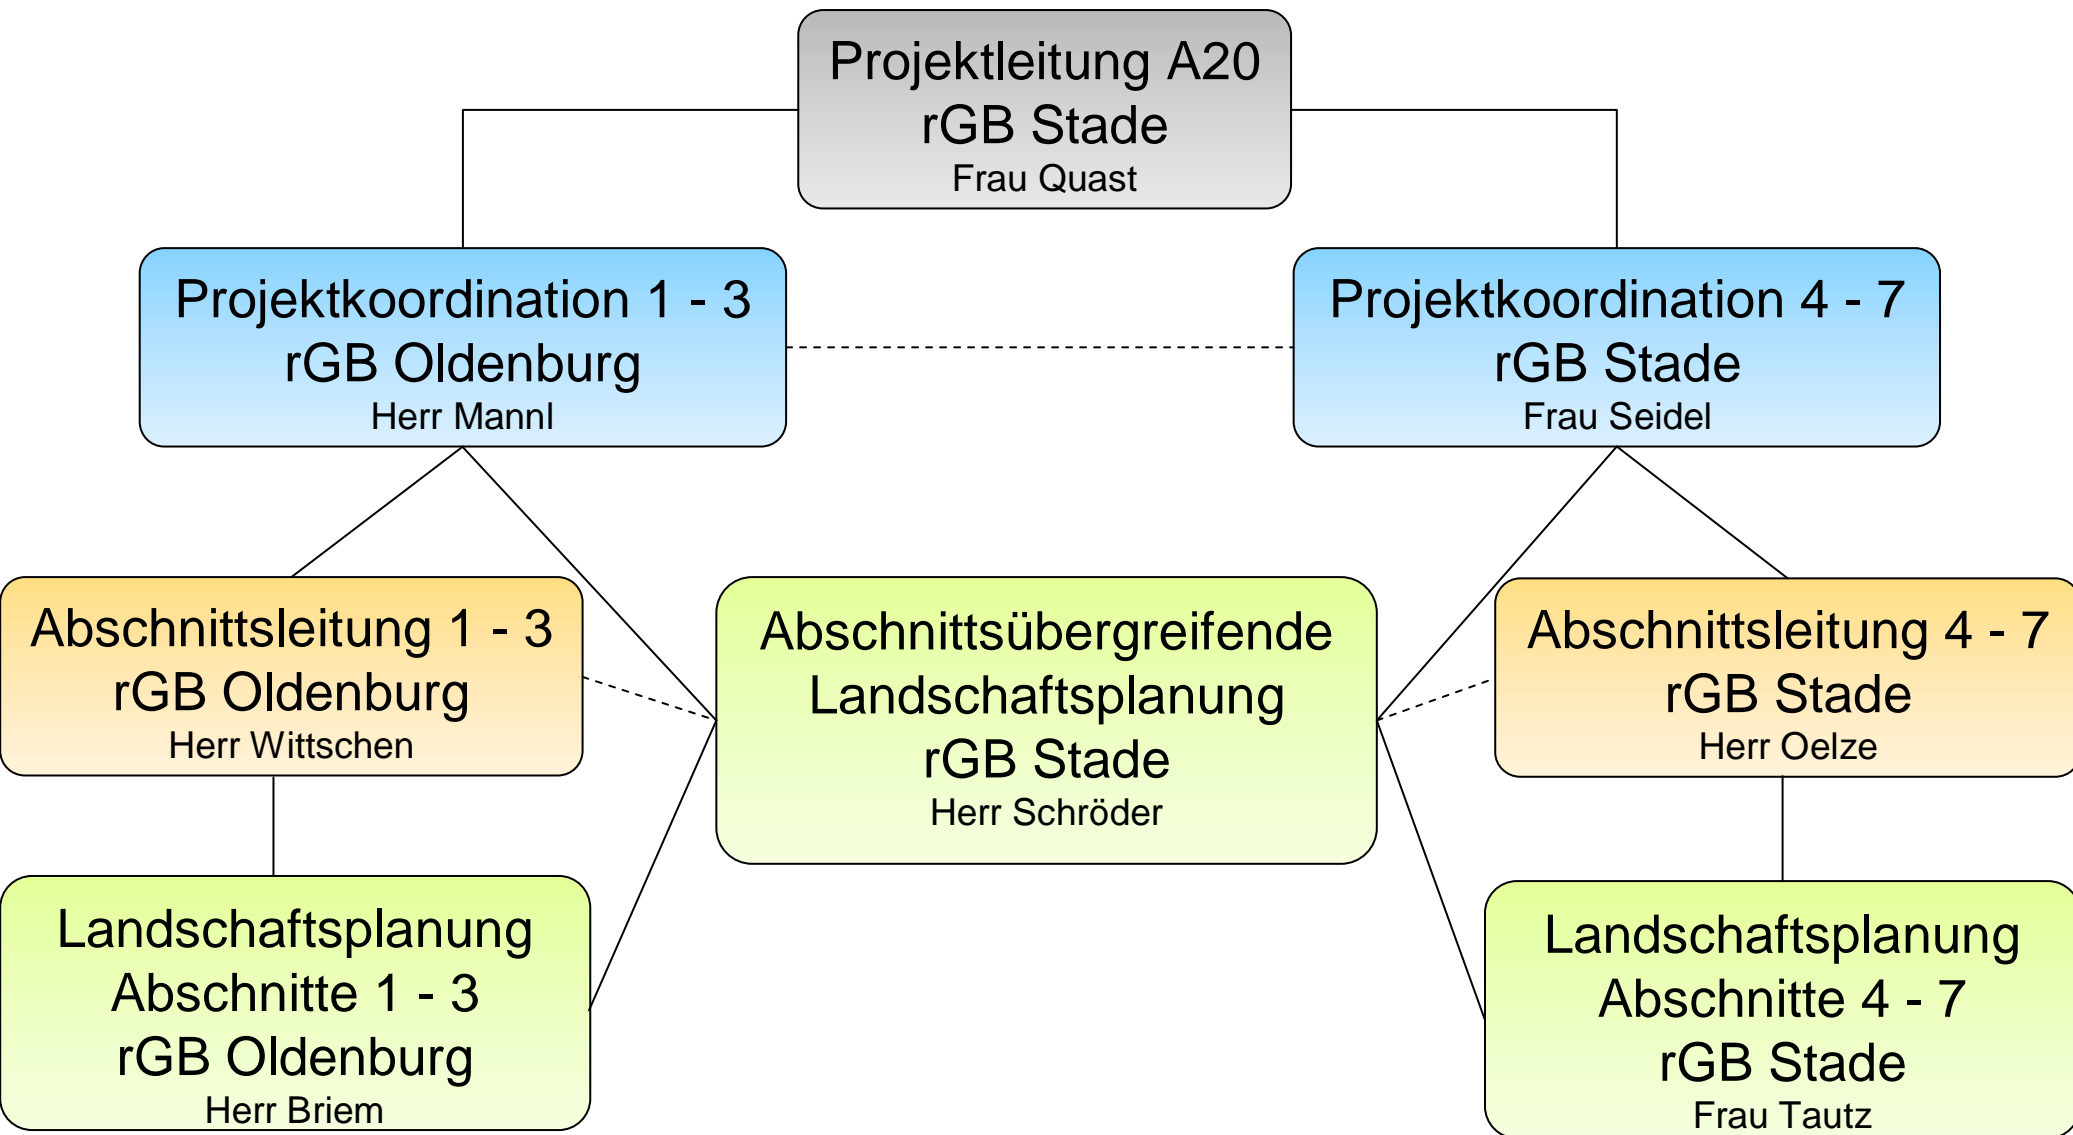 Projektleitung A20
rGB Stade
Frau Quast
Projektkoordination 1 - 3
rGB Oldenburg
Herr Mannl
Projektkoordination 4 - 7
rGB Stade
Frau Seidel
Abschnittsleitung 1 - 3
rGB Oldenburg
Herr Wittschen
Abschnittsübergreifende
Landschaftsplanung
rGB Stade
Herr Schröder
Abschnittsleitung 4 - 7
rGB Stade
Herr Oelze
Landschaftsplanung
Abschnitte 1 - 3
rGB Oldenburg
Herr Briem
Landschaftsplanung
Abschnitte 4 - 7
rGB Stade
Frau Tautz